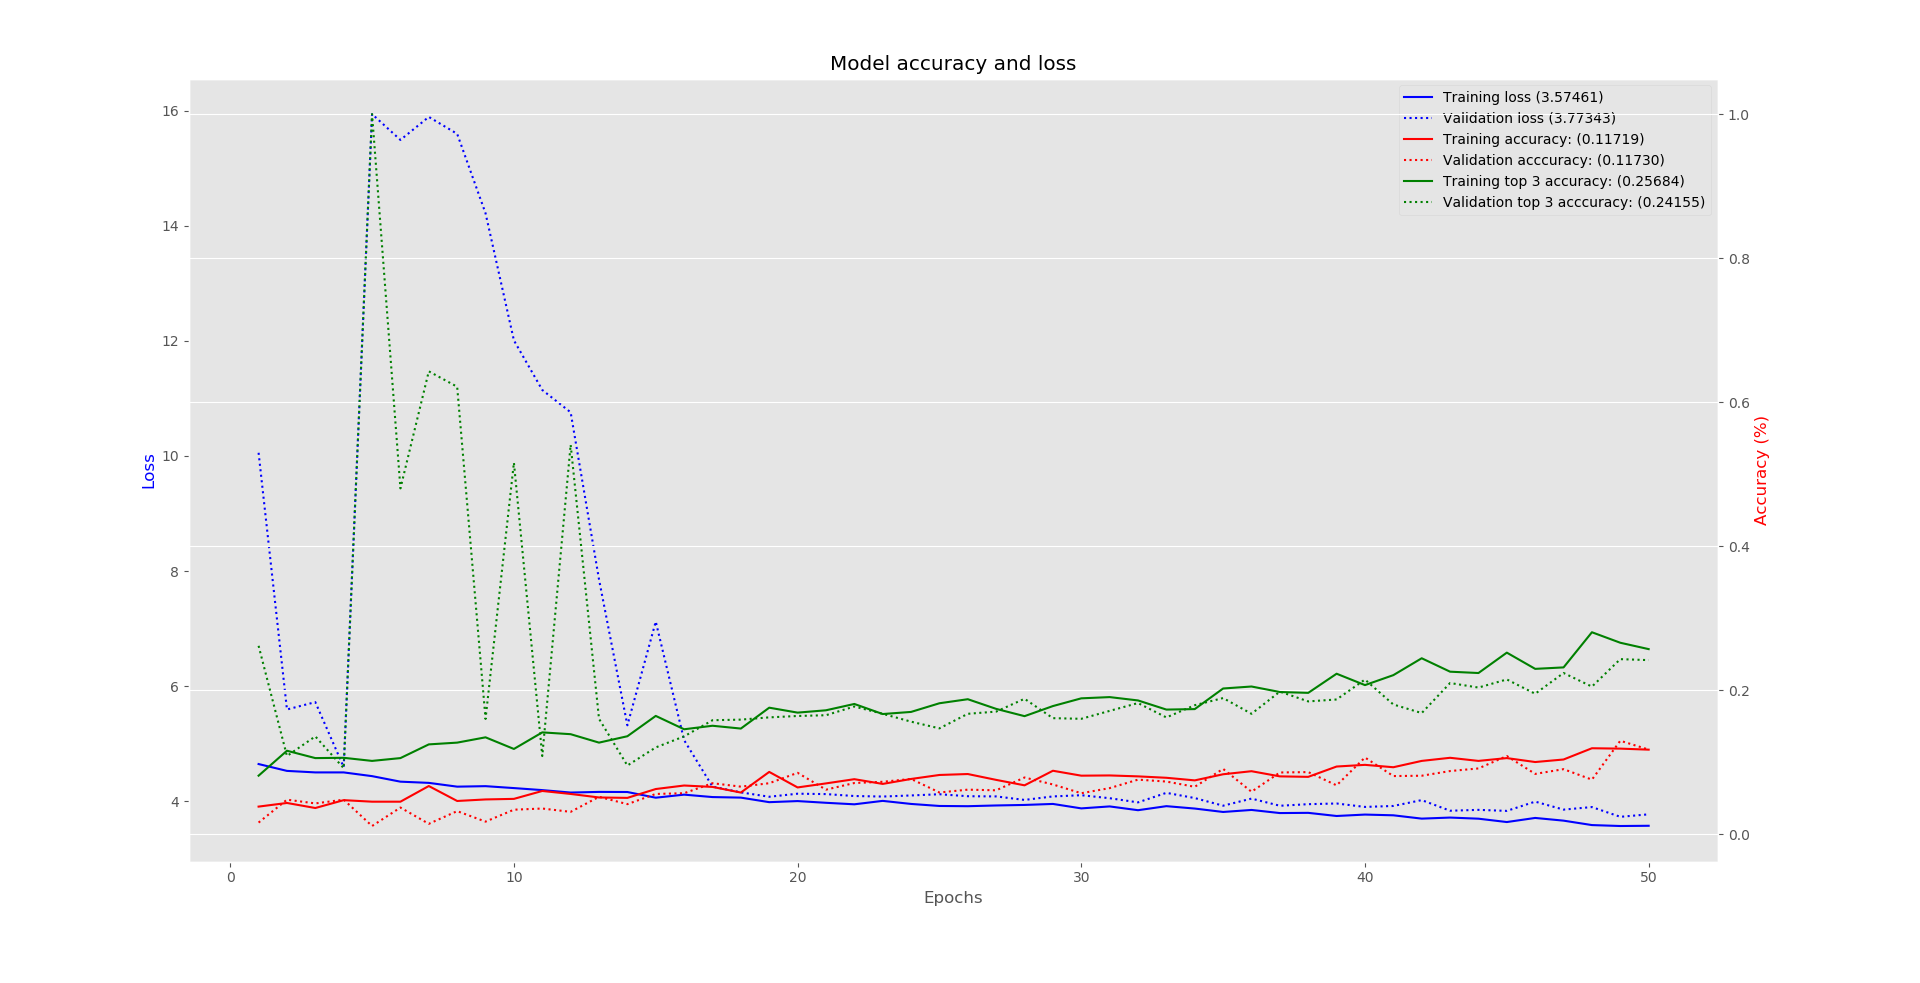 Model accuracy and loss
Training loss (3.57461)
Validation loss (3.77343)
Training accuracy: (0.11719)
Validation acccuracy: (0.11730)
Training top 3 accuracy: (0.25684)
Validation top 3 acccuracy: (0.24155)
16
14
12
10
8
6
4
Loss
1.0
0.8
0.6
0.4
0.2
0.0
Accuracy (%)
0 10 20 30 40 50
Epochs